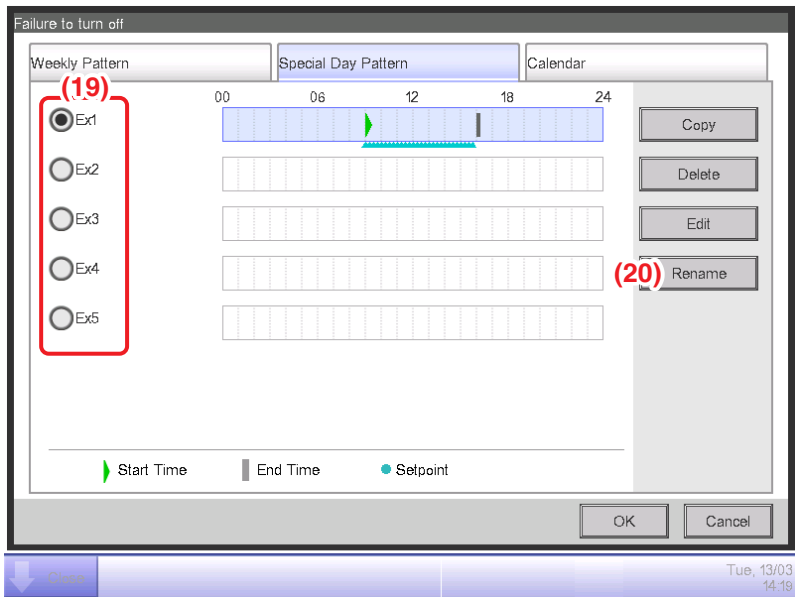 Failure to turn off
Weekly Pattern Special Day Pattern Calendar
(19)
00 06 12 18 24
Ex1 Copy
Ex2 Delete
Ex3 Edit
Ex4 (20) Rename
Ex5
Start Time End Time Setpoint
OK Cancel
Close Tue, 13/03
14:19